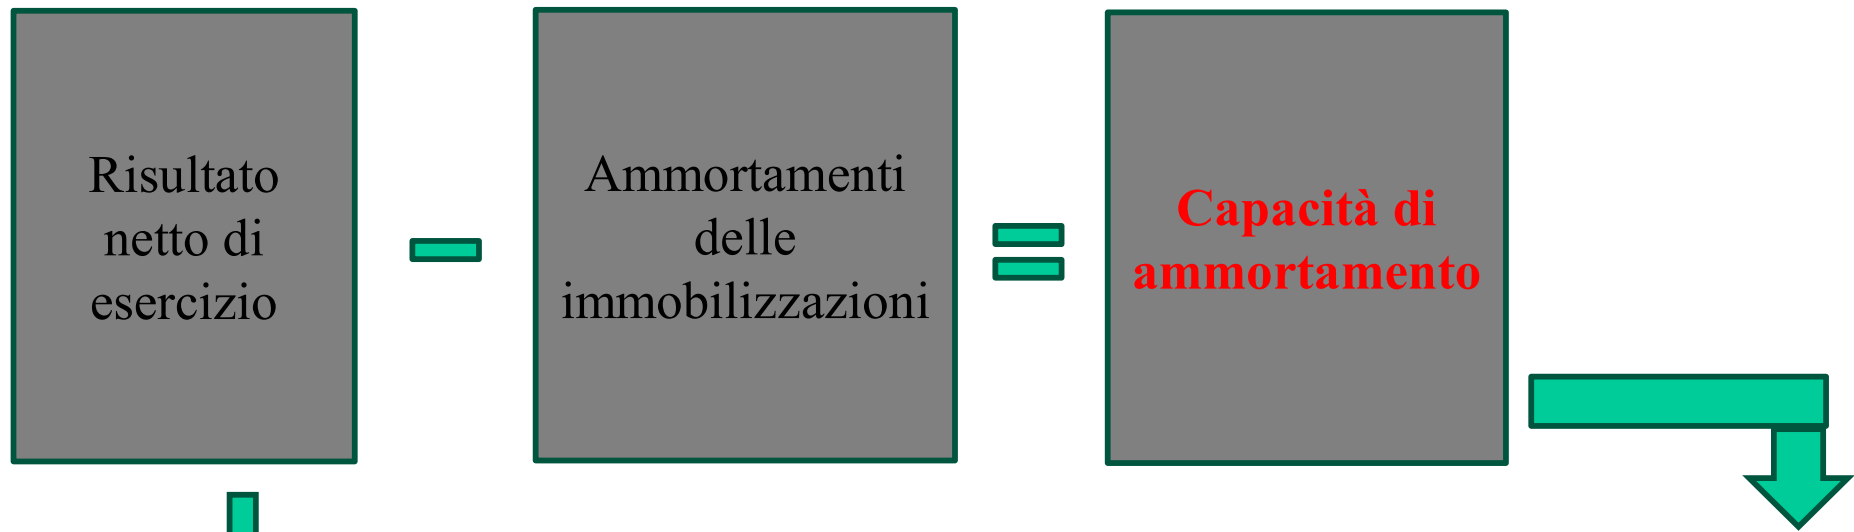 Risultato
netto di
esercizio
Ammortamenti
delle
immobilizzazioni
Capacità di
ammortamento